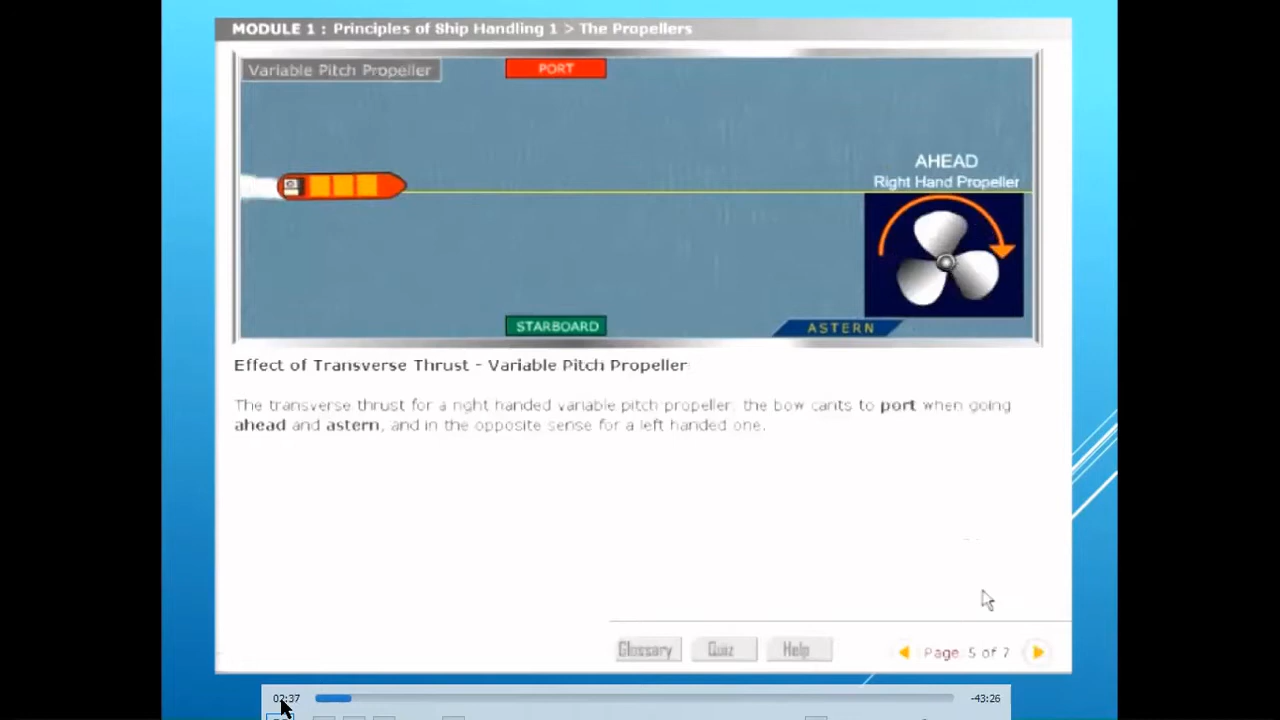 MODULE 1 : Principles of Ship Handling 1 > The Propellers
Variable Pitch Propeller
PORT
AHEAD
Right Hand Propeller
STARBOARD
ASTERN
Effect of Transverse Thrust - Variable Pitch Propeller
The transverse thrust for a right handed variable pitch propeller, the bow cants to port when going
ahead and astern, and in the opposite sense for a left handed one.
Glossary
Quiz
Help
Page 5 of 7
02:37
-43:26